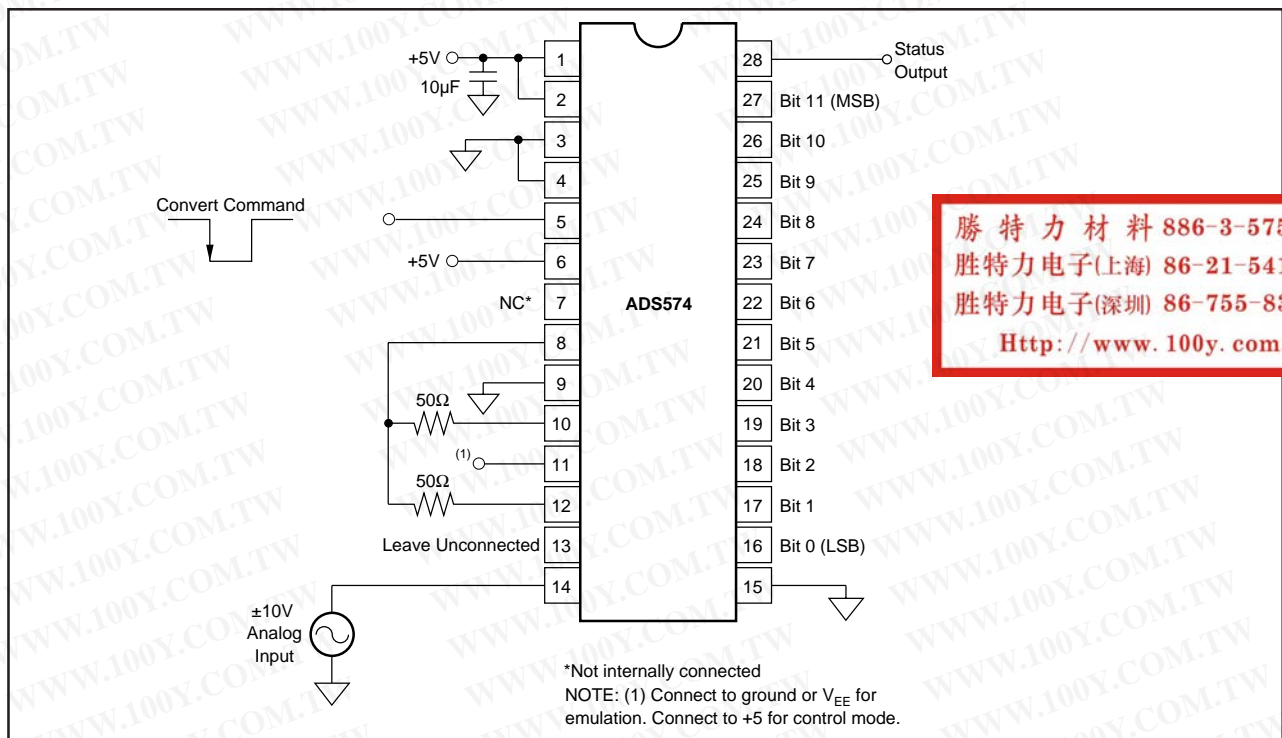 +5V
10µF
Convert Command
+5V
NC*
50Ω
(1)
50Ω
Leave Unconnected
±10V
Analog
Input
1
2
3
4
5
6
7
8
9
10
11
12
13
14
ADS574
28
27
26
25
24
23
22
21
20
19
18
17
16
15
Status
Output
Bit 11 (MSB)
Bit 10
Bit 9
Bit 8
Bit 7
Bit 6
Bit 5
Bit 4
Bit 3
Bit 2
Bit 1
Bit 0 (LSB)
*Not internally connected
NOTE: (1) Connect to ground or VEE for
emulation. Connect to +5 for control mode.
勝 特 力 材 料 886-3-575
胜特力电子(上海) 86-21-541
胜特力电子(深圳) 86-755-83
Http://www.100y.com
WWW.100Y.COM.TW